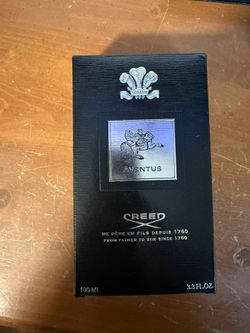 AVENTUS
CREED
DE PÈRE EN FILS DEPUIS 1760
FROM FATHER TO SON SINCE 1760
100 ML
3.3 FL.OZ